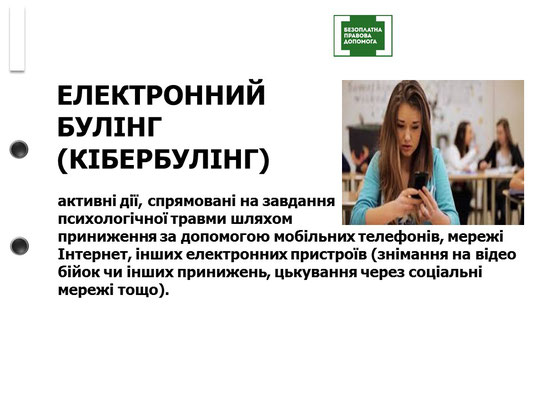 БЕЗОПЛАТНА
ПРАВОВА
ДОПОМОГА
ЕЛЕКТРОННИЙ
БУЛІНГ
(КІБЕРБУЛІНГ)
активні дії, спрямовані на завдання
психологічної травми шляхом
приниження за допомогою мобільних телефонів, мережі
Інтернет, інших електронних пристроїв (знімання на відео
бійок чи інших принижень, цькування через соціальні
мережі тощо).